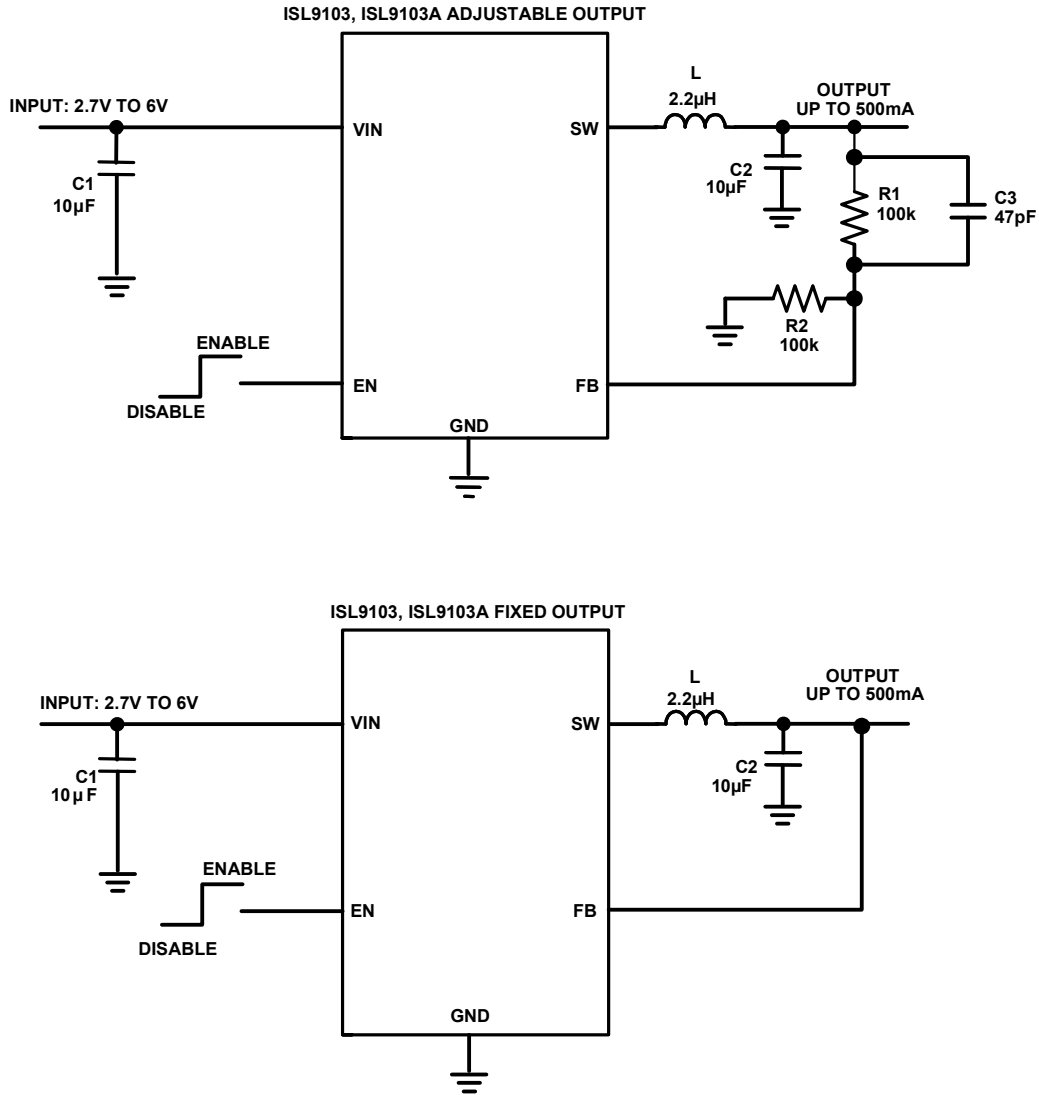 ISL9103, ISL9103A ADJUSTABLE OUTPUT
INPUT: 2.7V TO 6V
C1
10µF
VIN
SW
L
2.2µH
OUTPUT
UP TO 500mA
C2
10µF
R1
100k
C3
47pF
R2
100k
ENABLE
DISABLE
EN
FB
GND
ISL9103, ISL9103A FIXED OUTPUT
INPUT: 2.7V TO 6V
C1
10µF
VIN
SW
L
2.2µH
OUTPUT
UP TO 500mA
C2
10µF
ENABLE
DISABLE
EN
FB
GND